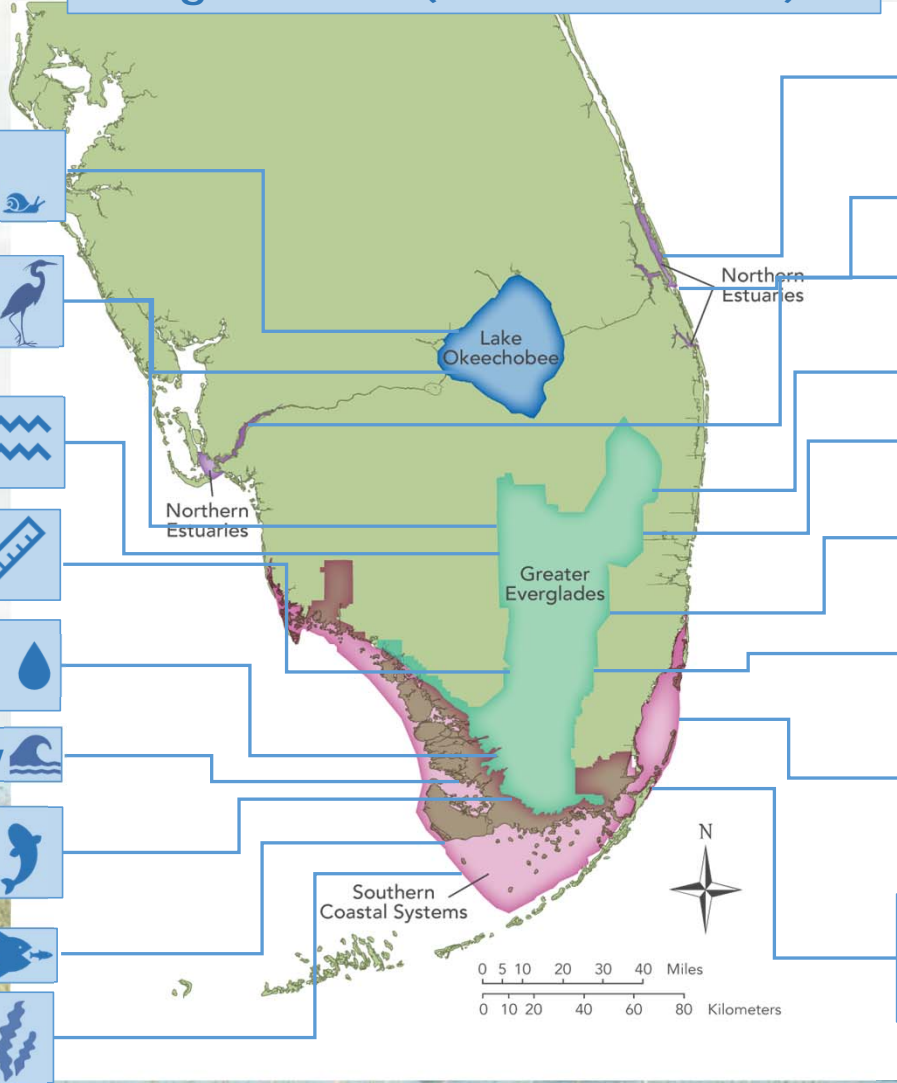 Northern
Estuaries
Lake
Okeechobee
Northern
Estuaries
Greater
Everglades
Southern
Coastal Systems
N
0 5 10 20 30 40 Miles
0 10 20 40 60 80 Kilometers